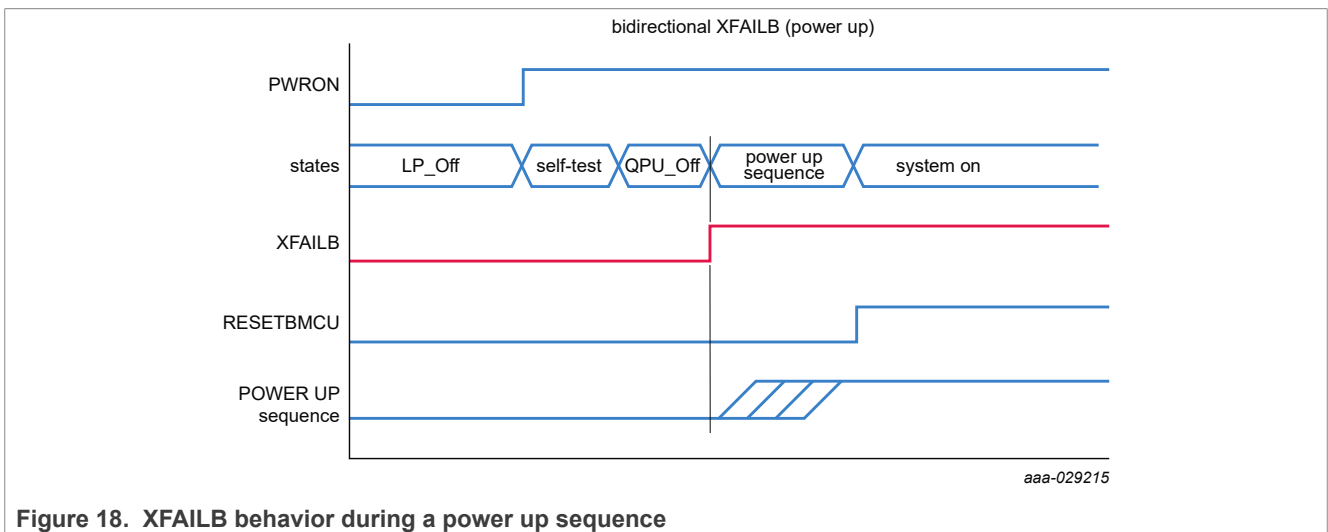 bidirectional XFAILB (power up)
PWRON
states
LP_Off
self-test
QPU_Off
power up
sequence
system on
XFAILB
RESETBMCU
POWER UP
sequence
aaa-029215
Figure 18. XFAILB behavior during a power up sequence